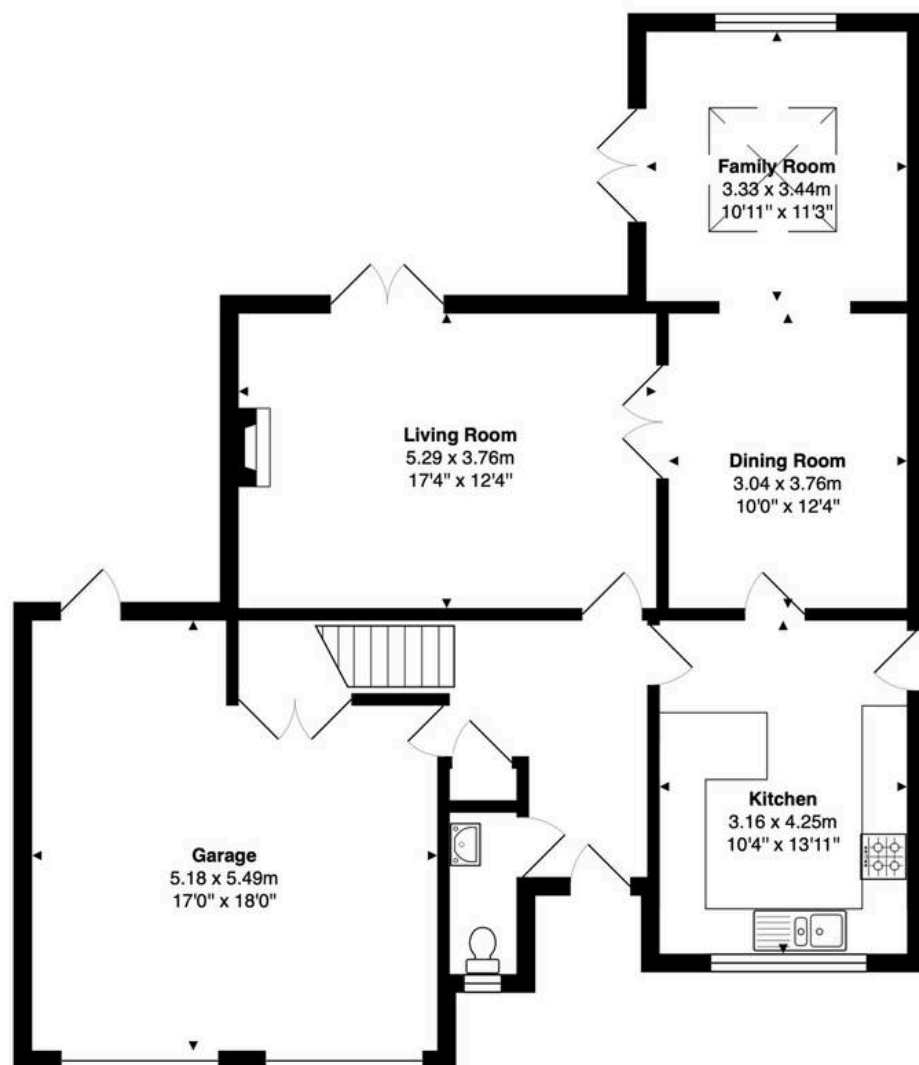 Family Room
3.33 x 3.44m
10'11" x 11'3"
Living Room
5.29 x 3.76m
17'4" x 12'4"
Dining Room
3.04 x 3.76m
10'0" x 12'4"
Kitchen
3.16 x 4.25m
10'4" x 13'11"
Garage
5.18 x 5.49m
17'0" x 18'0"